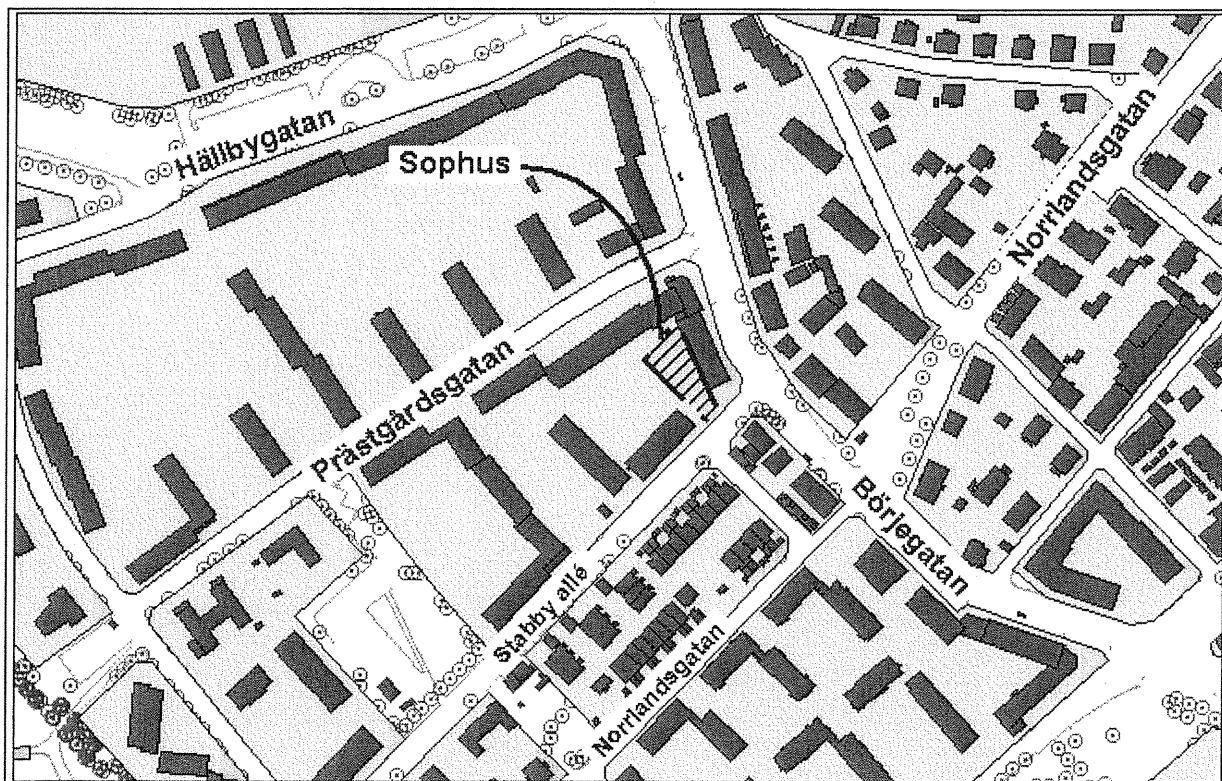 Hällbygatan
Sophus
Norrlandsgatan
Prästgårdsgatan
Börjegatan
Stabby allé
Norrlandsgatan